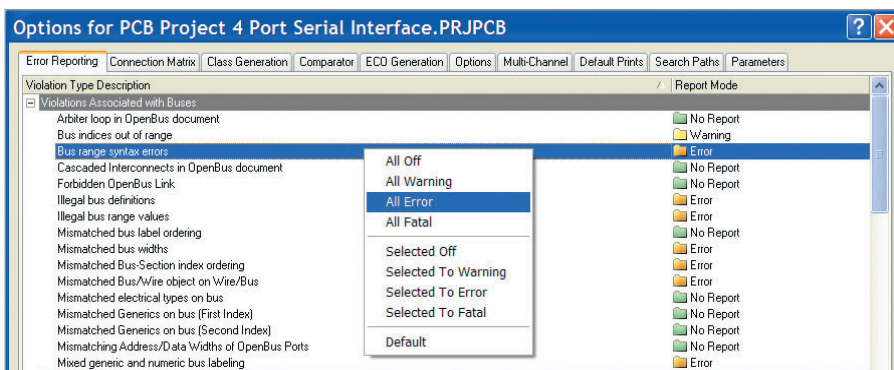 Options for PCB Project 4 Port Serial Interface.PRJPCB
Error Reporting Connection Matrix Class Generation Comparator ECO Generation Options Multi-Channel Default Prints Search Paths Parameters
Violation Type Description Report Mode
Violations Associated with Buses
Arbiter loop in OpenBus document No Report
Bus indices out of range Warning
Bus range syntax errors Error
Cascaded Interconnects in OpenBus document No Report
Forbidden OpenBus Link No Report
Illegal bus definitions Error
Illegal bus range values Error
Mismatched bus label ordering No Report
Mismatched bus widths Error
Mismatched Bus-Section index ordering Error
Mismatched Bus/Wire object on Wire/Bus Error
Mismatched electrical types on bus No Report
Mismatched Generics on bus (First Index) No Report
Mismatched Generics on bus (Second Index) No Report
Mismatching Address/Data Widths of OpenBus Ports No Report
Mixed generic and numeric bus labeling Error
All Off
All Warning
All Error
All Fatal
Selected Off
Selected To Warning
Selected To Error
Selected To Fatal
Default